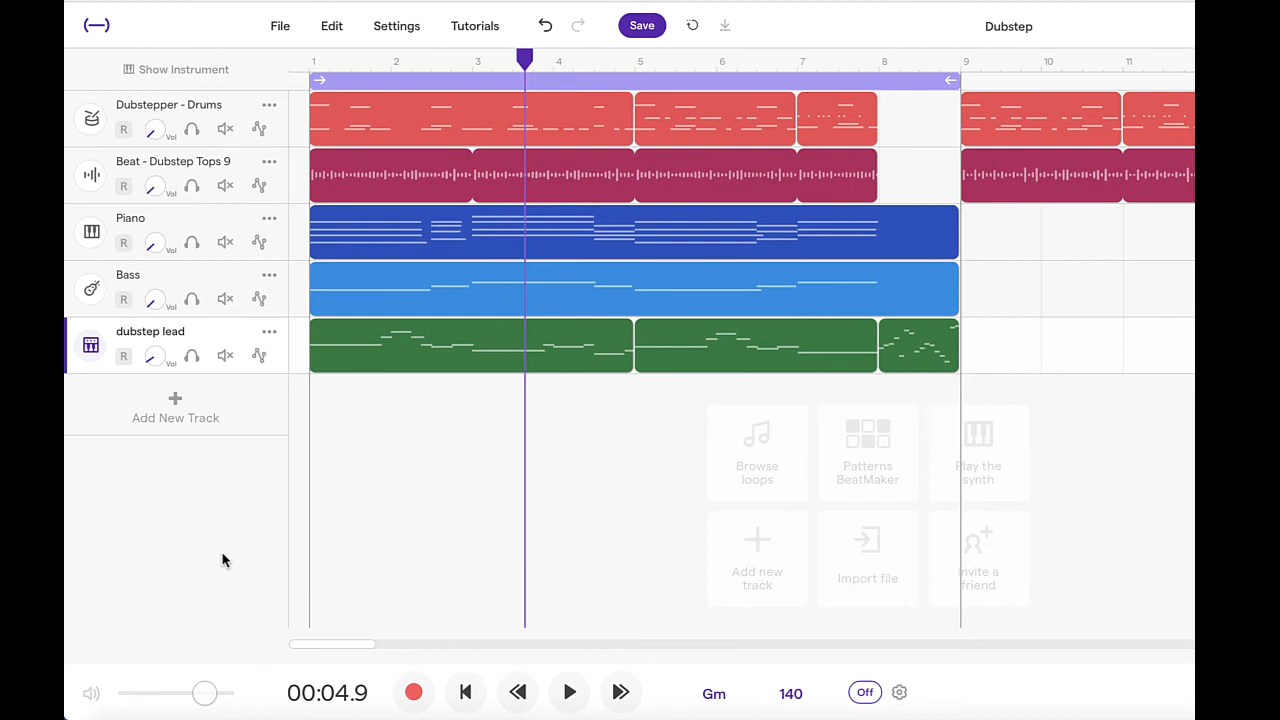 File Edit Settings Tutorials Save Dubstep
Show Instrument
1 2 3 4 5 6 7 8 9 10 11
Dubstepper - Drums
R Vol
Beat - Dubstep Tops 9
R Vol
Piano
R Vol
Bass
R Vol
dubstep lead
R Vol
Add New Track
Browse
loops
Patterns
BeatMaker
Play the
synth
Add new
track
Import file
Invite a
friend
00:04.9 Gm 140 Off